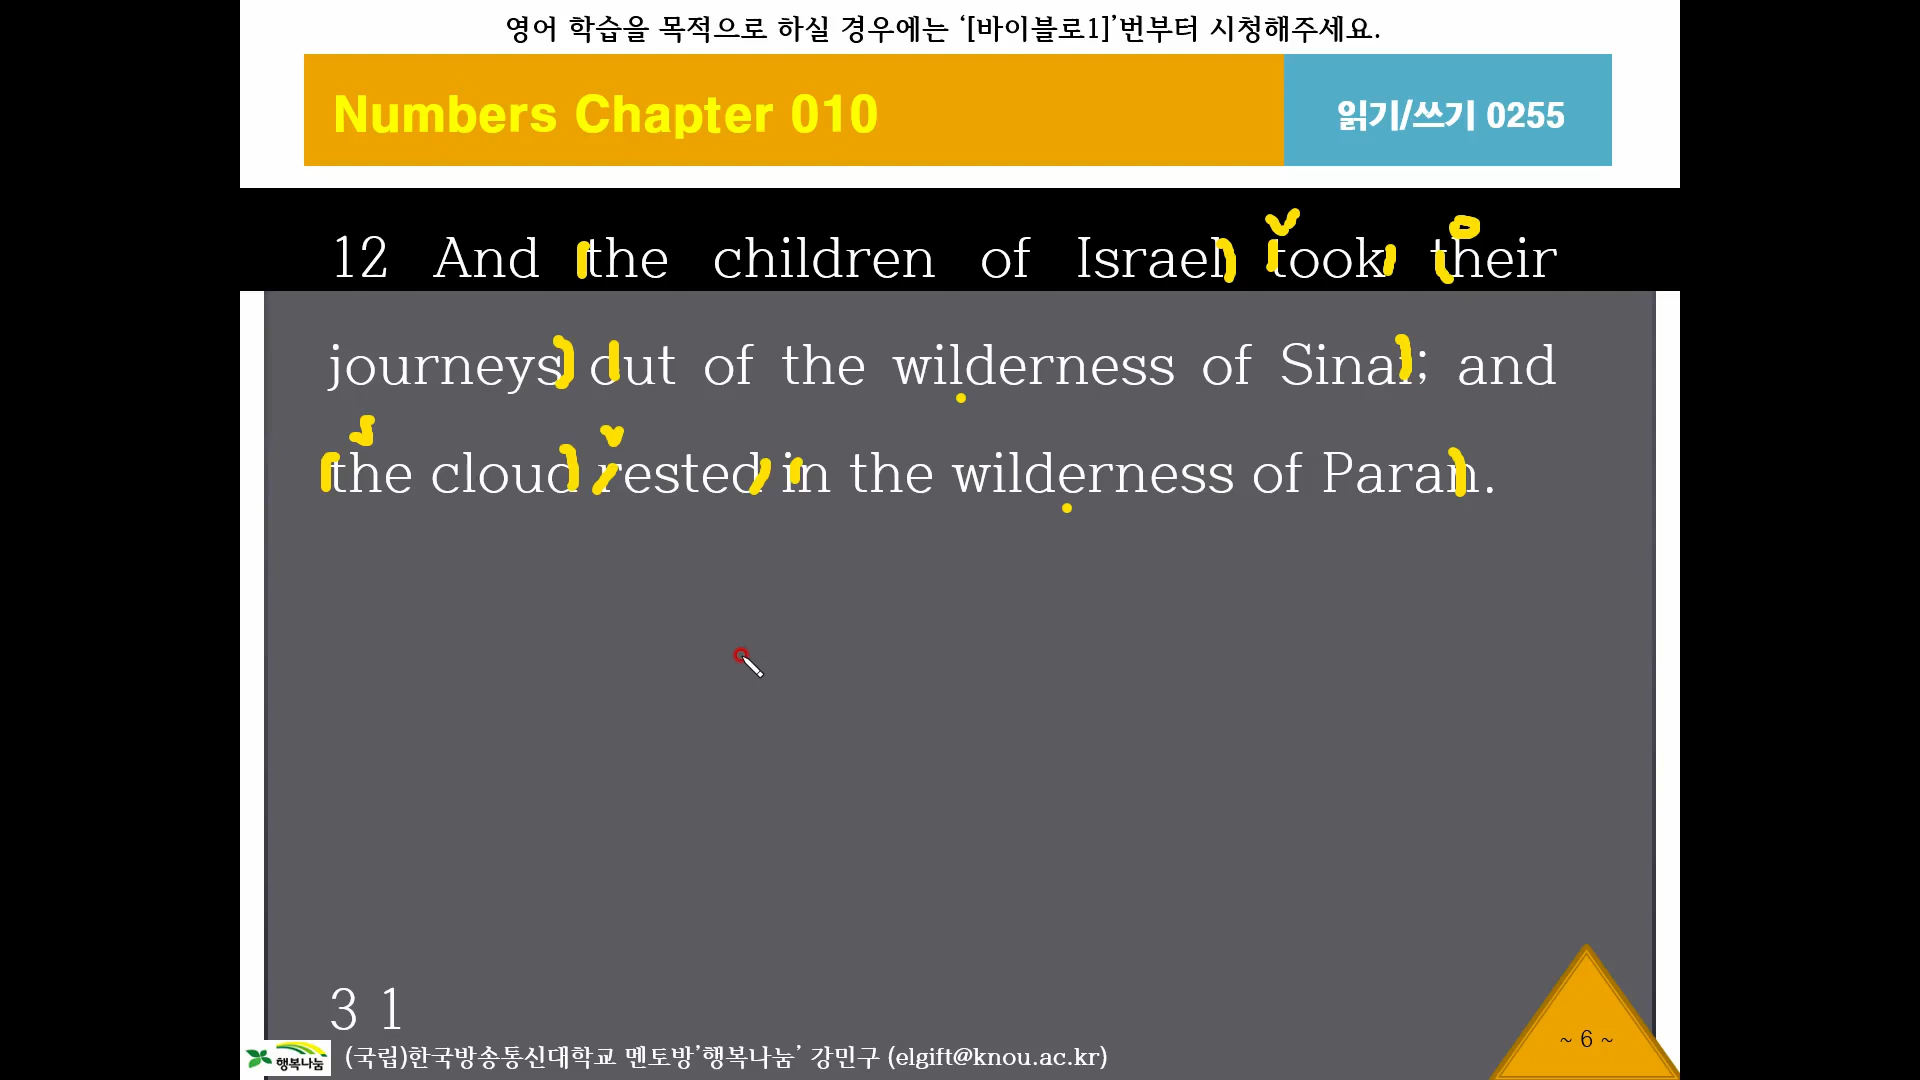 영어 학습을 목적으로 하실 경우에는 ‘[바이블로1]’번부터 시청해주세요.
Numbers Chapter 010
읽기/쓰기 0255
12 And the children of Israel took their
journeys out of the wilderness of Sinai; and
the cloud rested in the wilderness of Paran.
3 1
행복나눔
(국립)한국방송통신대학교 멘토방’행복나눔’ 강민구 (elgift@knou.ac.kr)
~ 6 ~